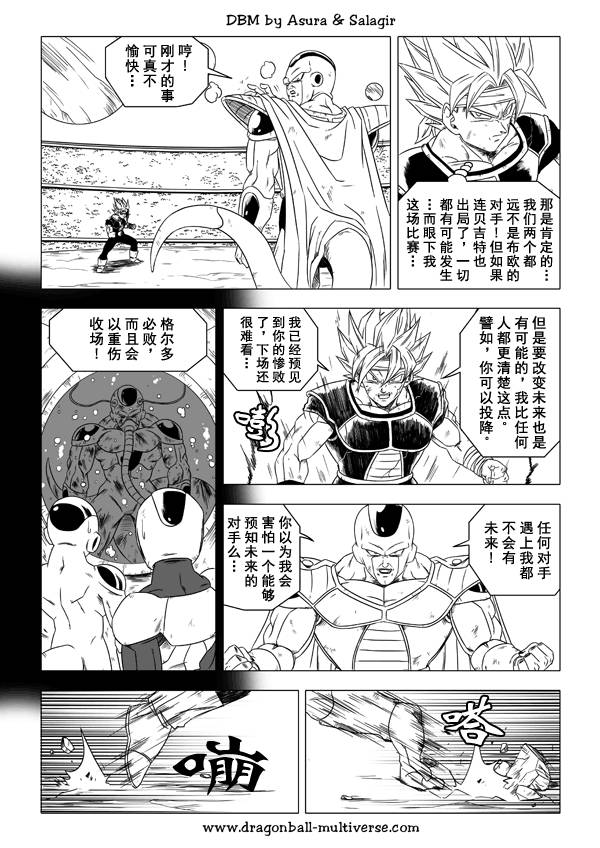 DBM by Asura & Salagir
哼！
刚才的事
可真不
愉快…
那是肯定的…
我们两个都
远不是布欧的
对手！但如果
连贝吉特也
出局了，一切
都有可能发生
…而眼下我
这场比赛…
格尔多
必败，
而且会
以重伤
收场！
我已经预见
到你的惨败
了，下场还
很难看…
但是要改变未来也是
有可能的，我比任何
人都更清楚这点。
譬如，你可以投降。
你以为我会
害怕一个能够
预知未来的
对手么…
任何对手
遇上我都
不会有
未来！
嘣
嗒
www.dragonball-multiverse.com